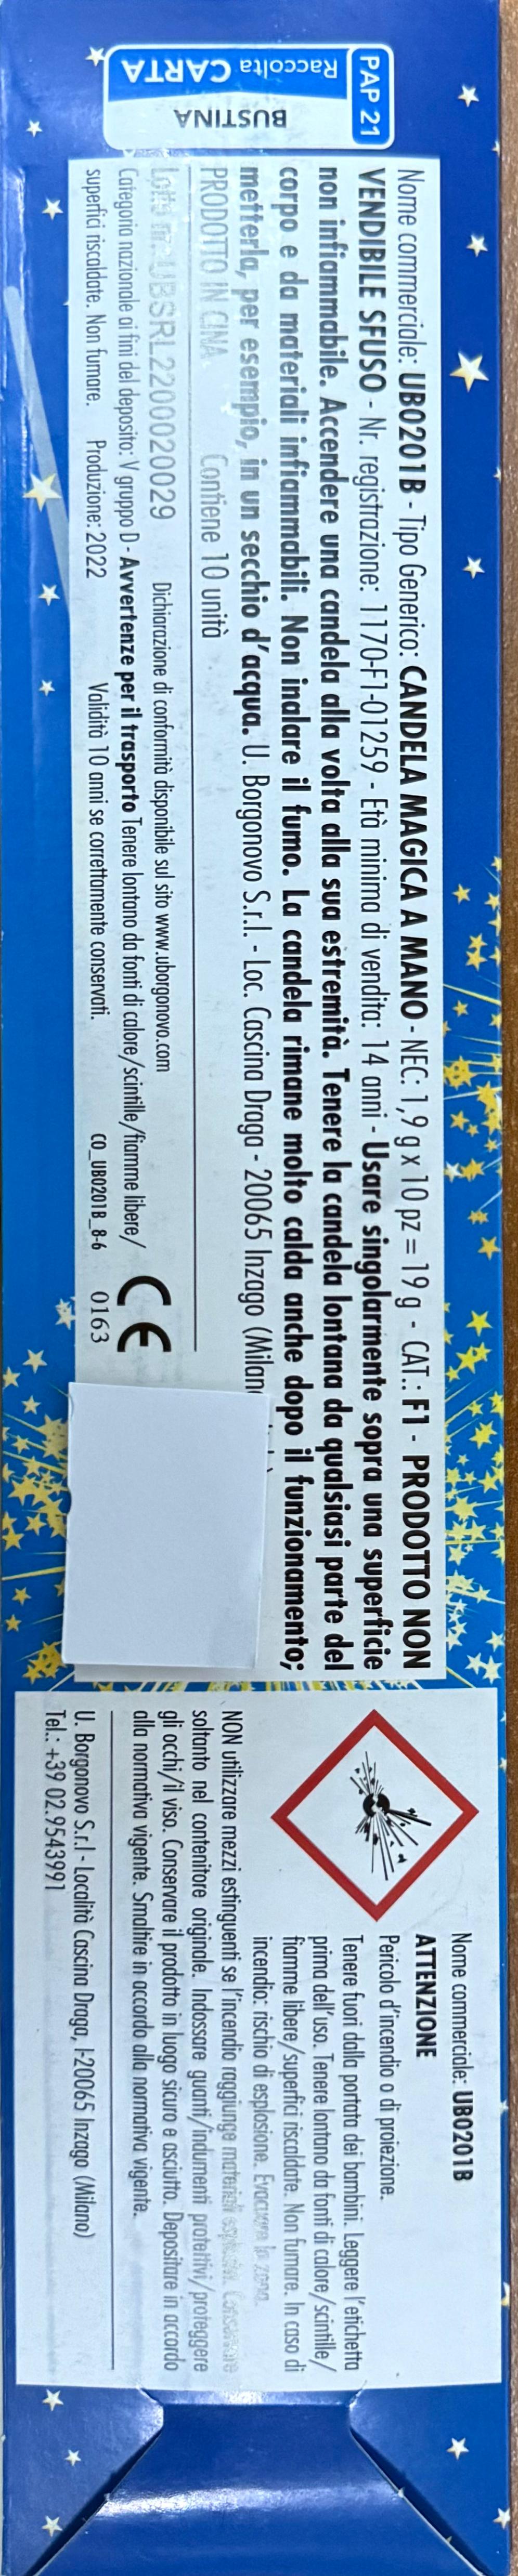 PAP 21
Raccolta CARTA
BUSTINA
Nome commerciale: UB0201B - Tipo Generico: CANDELA MAGICA A MANO - NEC: 1,9 g x 10 pz = 19 g - CAT.: F1 - PRODOTTO NON
VENDIBILE SFUSO - Nr. registrazione: 1170-F1-01259 - Età minima di vendita: 14 anni - Usare singolarmente sopra una superficie
non infiammabile. Accendere una candela alla volta alla sua estremità. Tenere la candela lontana da qualsiasi parte del
corpo e da materiali infiammabili. Non inalare il fumo. La candela rimane molto calda anche dopo il funzionamento;
metterla, per esempio, in un secchio d'acqua. U. Borgonovo S.r.l. - Loc. Cascina Draga - 20065 Inzago (Milan
PRODOTTO IN CINA Contiene 10 unità
Lotto nr. UBSRL2200020029 Dichiarazione di conformità disponibile sul sito www.uborgonovo.com
Categoria nazionale ai fini del deposito: V gruppo D - Avvertenze per il trasporto Tenere lontano da fonti di calore/scintille/fiamme libere/
superfici riscaldate. Non fumare. Produzione: 2022 Validità 10 anni se correttamente conservati. CO_UB0201B_8-6
CE
0163
Nome commerciale: UB0201B
ATTENZIONE
Pericolo d'incendio o di proiezione.
Tenere fuori dalla portata dei bambini. Leggere l'etichetta
prima dell'uso. Tenere lontano da fonti di calore/scintille/
fiamme libere/superfici riscaldate. Non fumare. In caso di
incendio: rischio di esplosione. Evacuare la zona.
NON utilizzare mezzi estinguenti se l'incendio raggiunge materiali esplosivi. Conservare
soltanto nel contenitore originale. Indossare guanti/indumenti protettivi/proteggere
gli occhi/il viso. Conservare il prodotto in luogo sicuro e asciutto. Depositare in accordo
alla normativa vigente. Smaltire in accordo alla normativa vigente.
U. Borgonovo S.r.l - Località Cascina Draga, I-20065 Inzago (Milano)
Tel.: +39 02.9543991